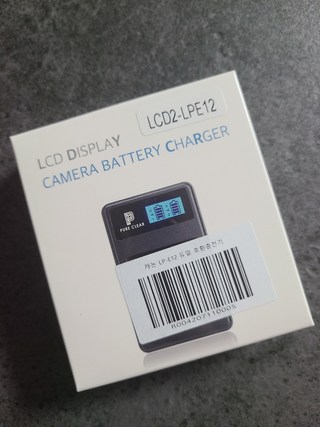 LCD2-LPE12
LCD DISPLAY
CAMERA BATTERY CHARGER
P
PURE CLEAR
캐논 LP-E12 듀얼 호환충전기
8004207110005